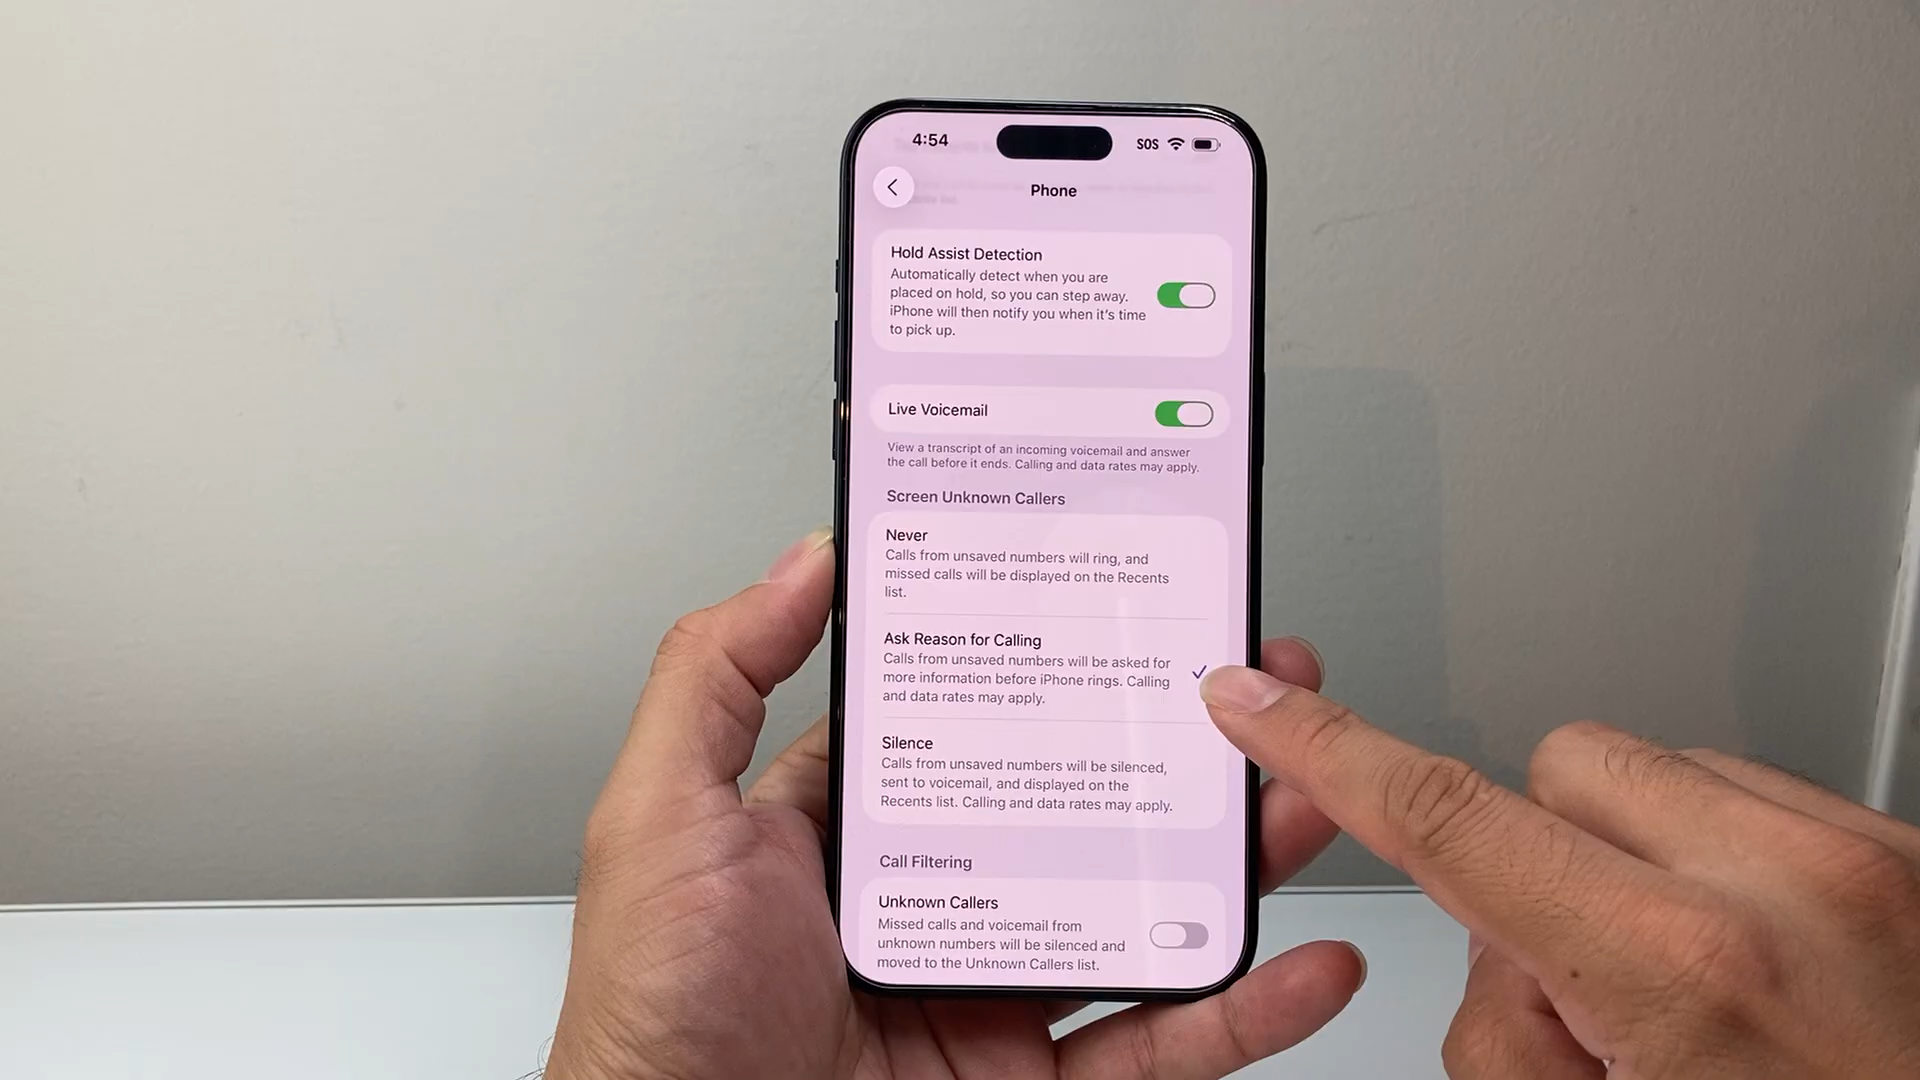 4:54
SOS
Phone
Hold Assist Detection
Automatically detect when you are
placed on hold, so you can step away.
iPhone will then notify you when it's time
to pick up.
Live Voicemail
View a transcript of an incoming voicemail and answer
the call before it ends. Calling and data rates may apply.
Screen Unknown Callers
Never
Calls from unsaved numbers will ring, and
missed calls will be displayed on the Recents
list.
Ask Reason for Calling
Calls from unsaved numbers will be asked for
more information before iPhone rings. Calling
and data rates may apply.
Silence
Calls from unsaved numbers will be silenced,
sent to voicemail, and displayed on the
Recents list. Calling and data rates may apply.
Call Filtering
Unknown Callers
Missed calls and voicemail from
unknown numbers will be silenced and
moved to the Unknown Callers list.